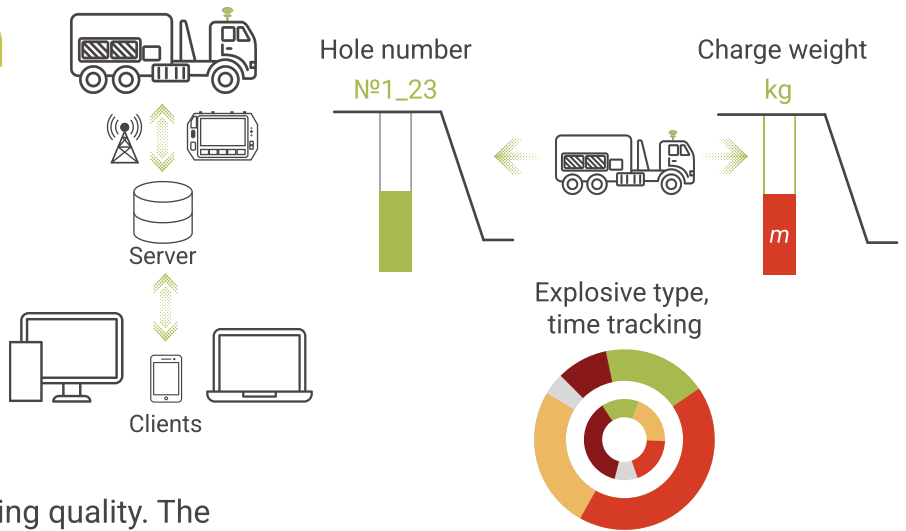 Hole number
№1_23
Charge weight
kg
m
Server
Explosive type,
time tracking
Clients
ing quality. The